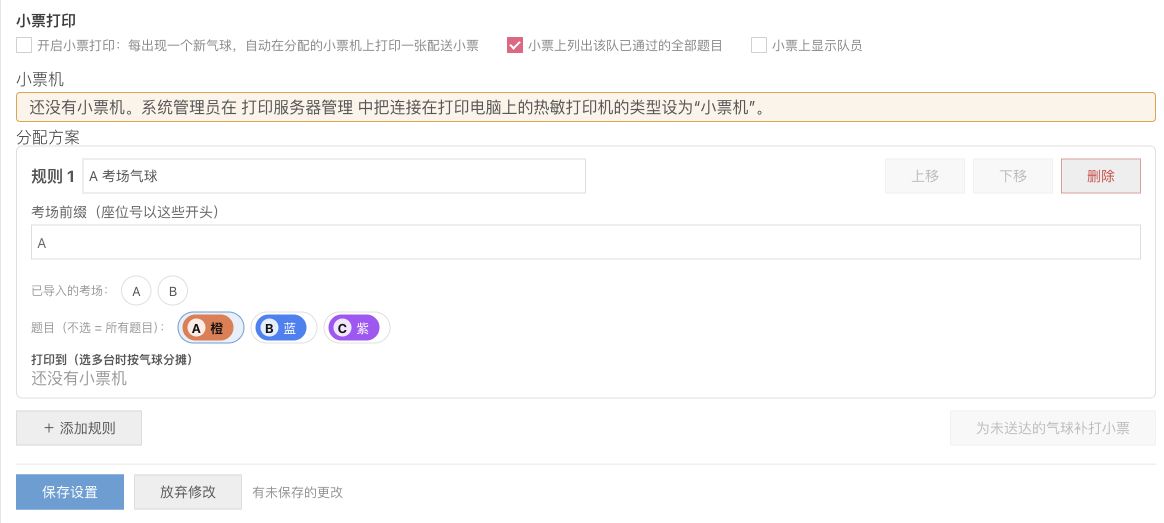 小票打印
开启小票打印：每出现一个新气球，自动在分配的小票机上打印一张配送小票 小票上列出该队已通过的全部题目 小票上显示队员
小票机
还没有小票机。系统管理员在 打印服务器管理 中把连接在打印电脑上的热敏打印机的类型设为“小票机”。
分配方案
规则 1 A 考场气球 上移 下移 删除
考场前缀（座位号以这些开头）
A
已导入的考场： A B
题目（不选 = 所有题目）： A 橙 B 蓝 C 紫
打印到（选多台时按气球分摊）
还没有小票机
＋ 添加规则 为未送达的气球补打小票
保存设置 放弃修改 有未保存的更改